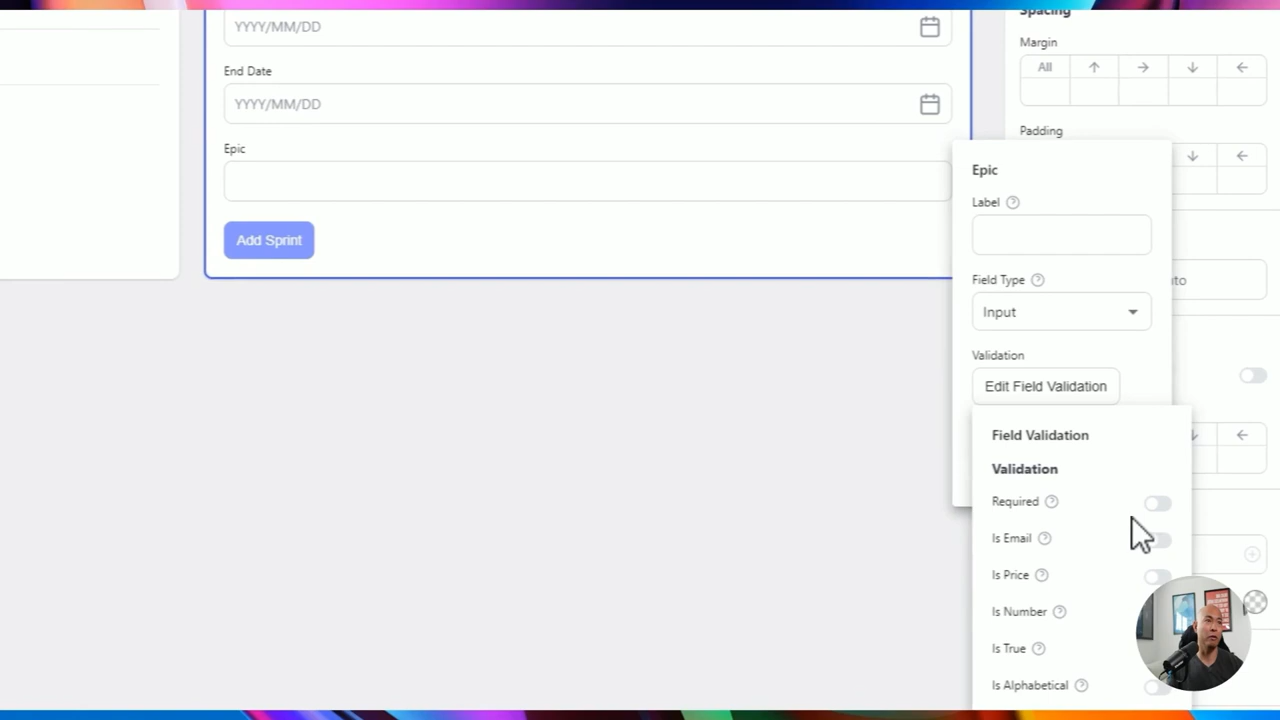 YYYY/MM/DD
End Date
YYYY/MM/DD
Epic
Add Sprint
Spacing
Margin
All
Padding
Epic
Label
Field Type
Input
Validation
Edit Field Validation
Field Validation
Validation
Required
Is Email
Is Price
Is Number
Is True
Is Alphabetical